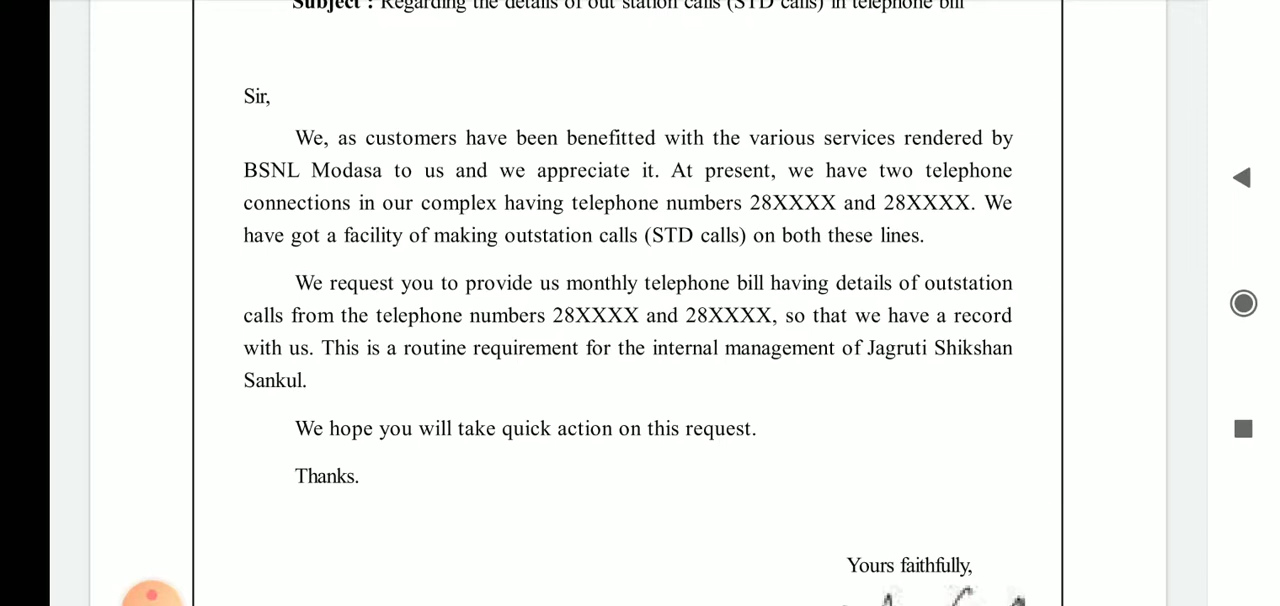 Subject : Regarding the details of out station calls (STD calls) in telephone bill
Sir,
We, as customers have been benefitted with the various services rendered by
BSNL Modasa to us and we appreciate it. At present, we have two telephone
connections in our complex having telephone numbers 28XXXX and 28XXXX. We
have got a facility of making outstation calls (STD calls) on both these lines.
We request you to provide us monthly telephone bill having details of outstation
calls from the telephone numbers 28XXXX and 28XXXX, so that we have a record
with us. This is a routine requirement for the internal management of Jagruti Shikshan
Sankul.
We hope you will take quick action on this request.
Thanks.
Yours faithfully,